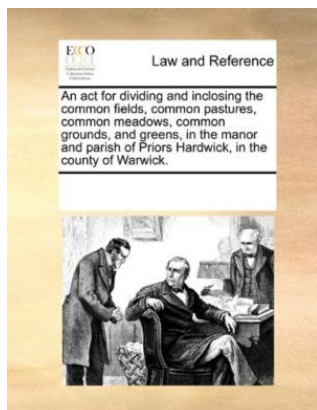 ECCO
Law and Reference
An act for dividing and inclosing the
common fields, common pastures,
common meadows, common
grounds, and greens, in the manor
and parish of Priors Hardwick, in the
county of Warwick.